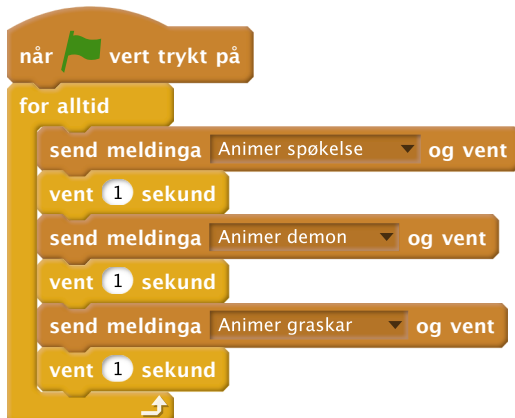 når vert trykt på
for alltid
send meldinga Animer spøkelse og vent
vent 1 sekund
send meldinga Animer demon og vent
vent 1 sekund
send meldinga Animer graskar og vent
vent 1 sekund